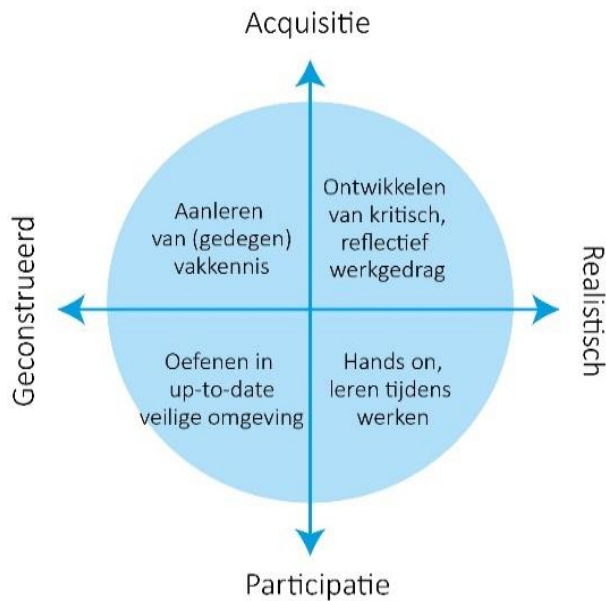 Acquisitie
Aanleren
van (gedegen)
vakkennis
Ontwikkelen
van kritisch,
reflectief
werkgedrag
Geconstrueerd
Realistisch
Oefenen in
up-to-date
veilige omgeving
Hands on,
leren tijdens
werken
Participatie